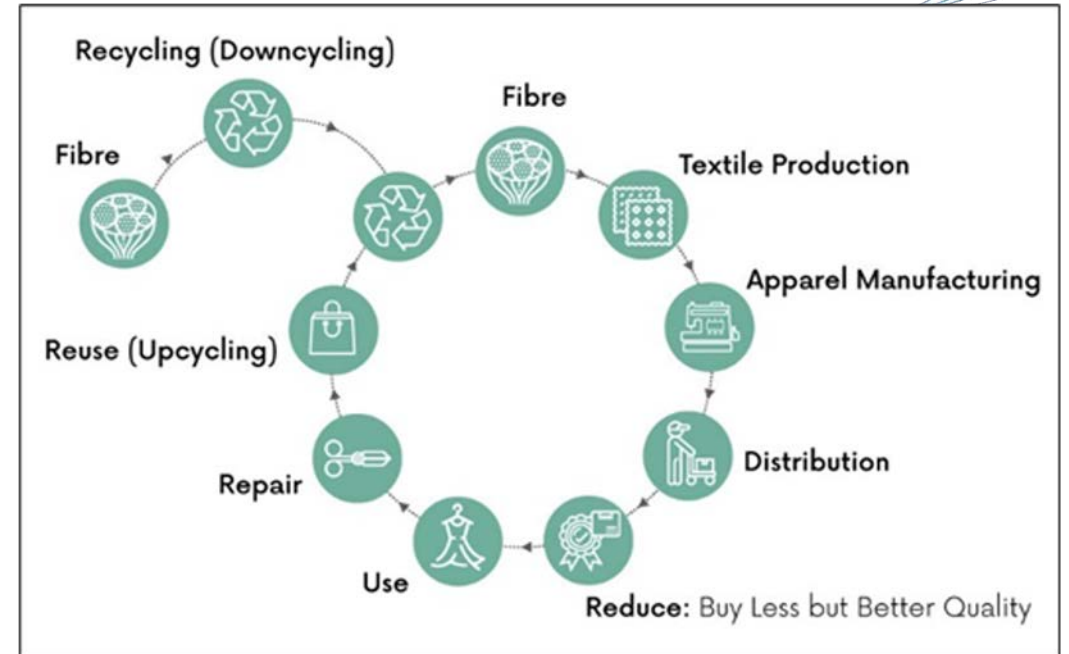 Recycling (Downcycling)
Fibre
Fibre
Textile Production
Apparel Manufacturing
Reuse (Upcycling)
Distribution
Repair
Use
Reduce: Buy Less but Better Quality